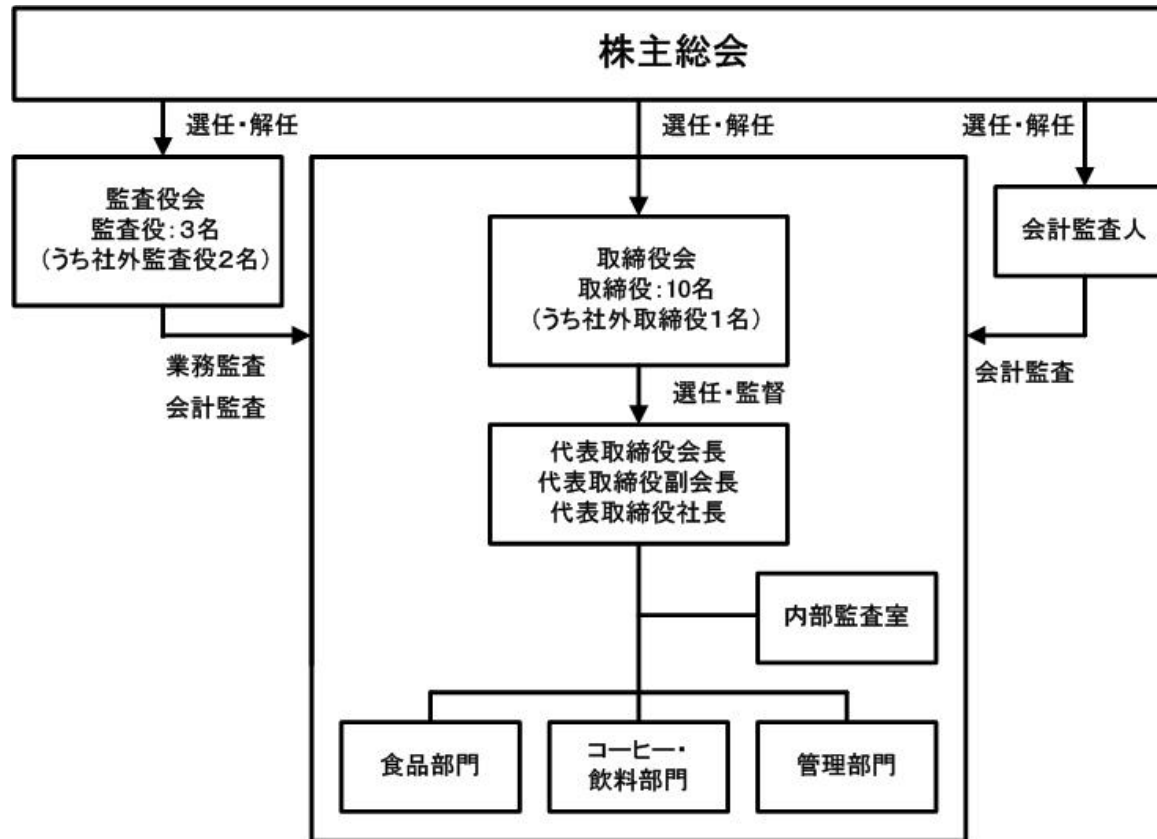 株主総会
選任・解任
選任・解任
選任・解任
監査役会
監査役：３名
（うち社外監査役２名）
取締役会
取締役：10名
（うち社外取締役１名）
会計監査人
業務監査
会計監査
会計監査
選任・監督
代表取締役会長
代表取締役副会長
代表取締役社長
内部監査室
食品部門
コーヒー・
飲料部門
管理部門